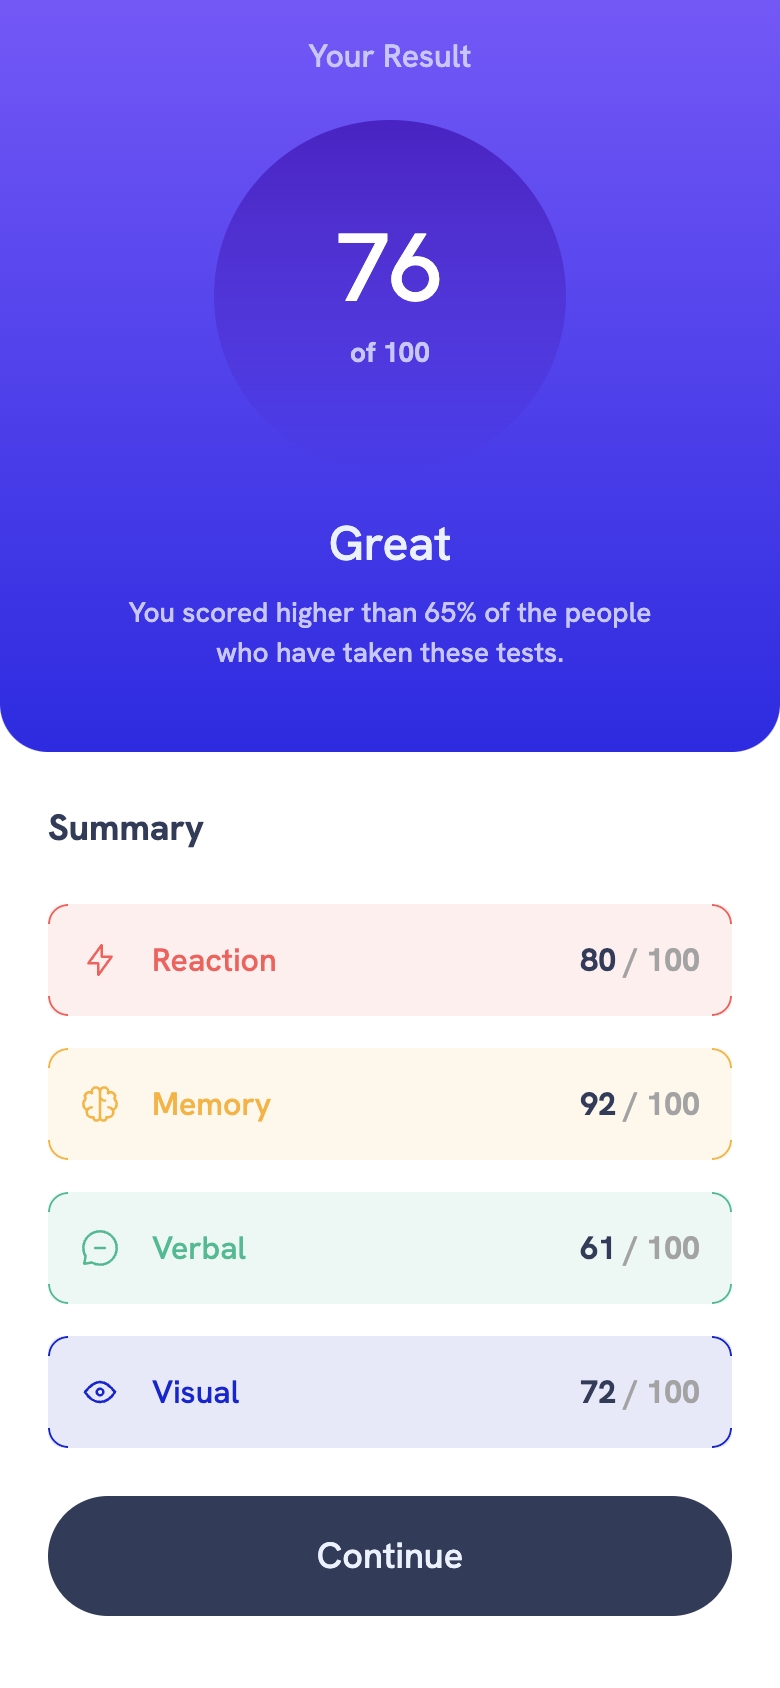 Your Result
76
of 100
Great
You scored higher than 65% of the people
who have taken these tests.
Summary
Reaction 80 / 100
Memory 92 / 100
Verbal 61 / 100
Visual 72 / 100
Continue